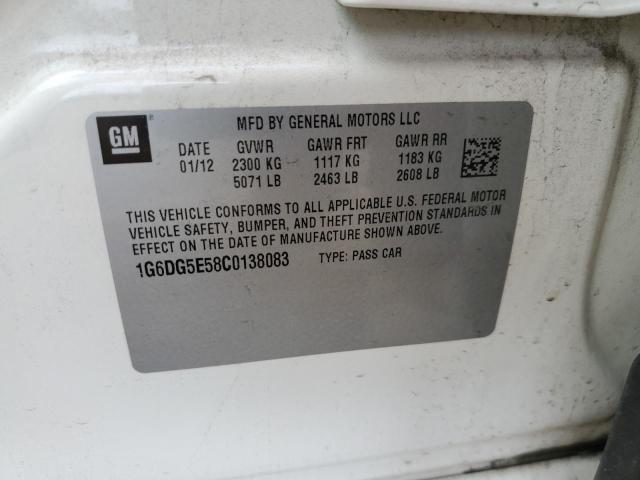 GM
MFD BY GENERAL MOTORS LLC
DATE GVWR GAWR FRT GAWR RR
01/12 2300 KG 1117 KG 1183 KG
5071 LB 2463 LB 2608 LB
THIS VEHICLE CONFORMS TO ALL APPLICABLE U.S. FEDERAL MOTOR
VEHICLE SAFETY, BUMPER, AND THEFT PREVENTION STANDARDS IN
EFFECT ON THE DATE OF MANUFACTURE SHOWN ABOVE.
1G6DG5E58C0138083 TYPE: PASS CAR